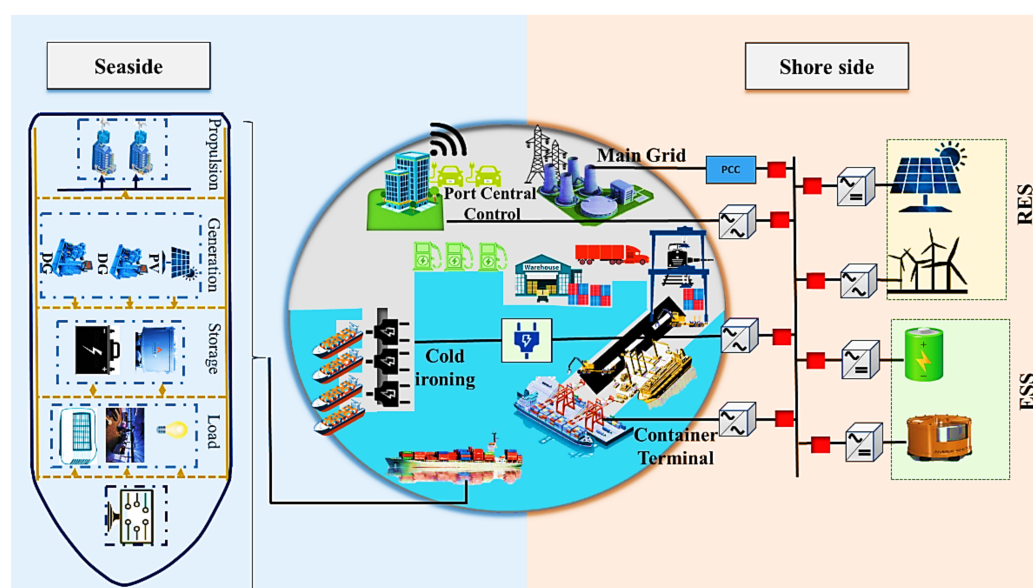 Seaside
Shore side
Propulsion
Generation
DG
DG
PV
Storage
Load
Main Grid
PCC
Port Central
Control
Warehouse
Cold
ironing
Container
Terminal
RES
ESS